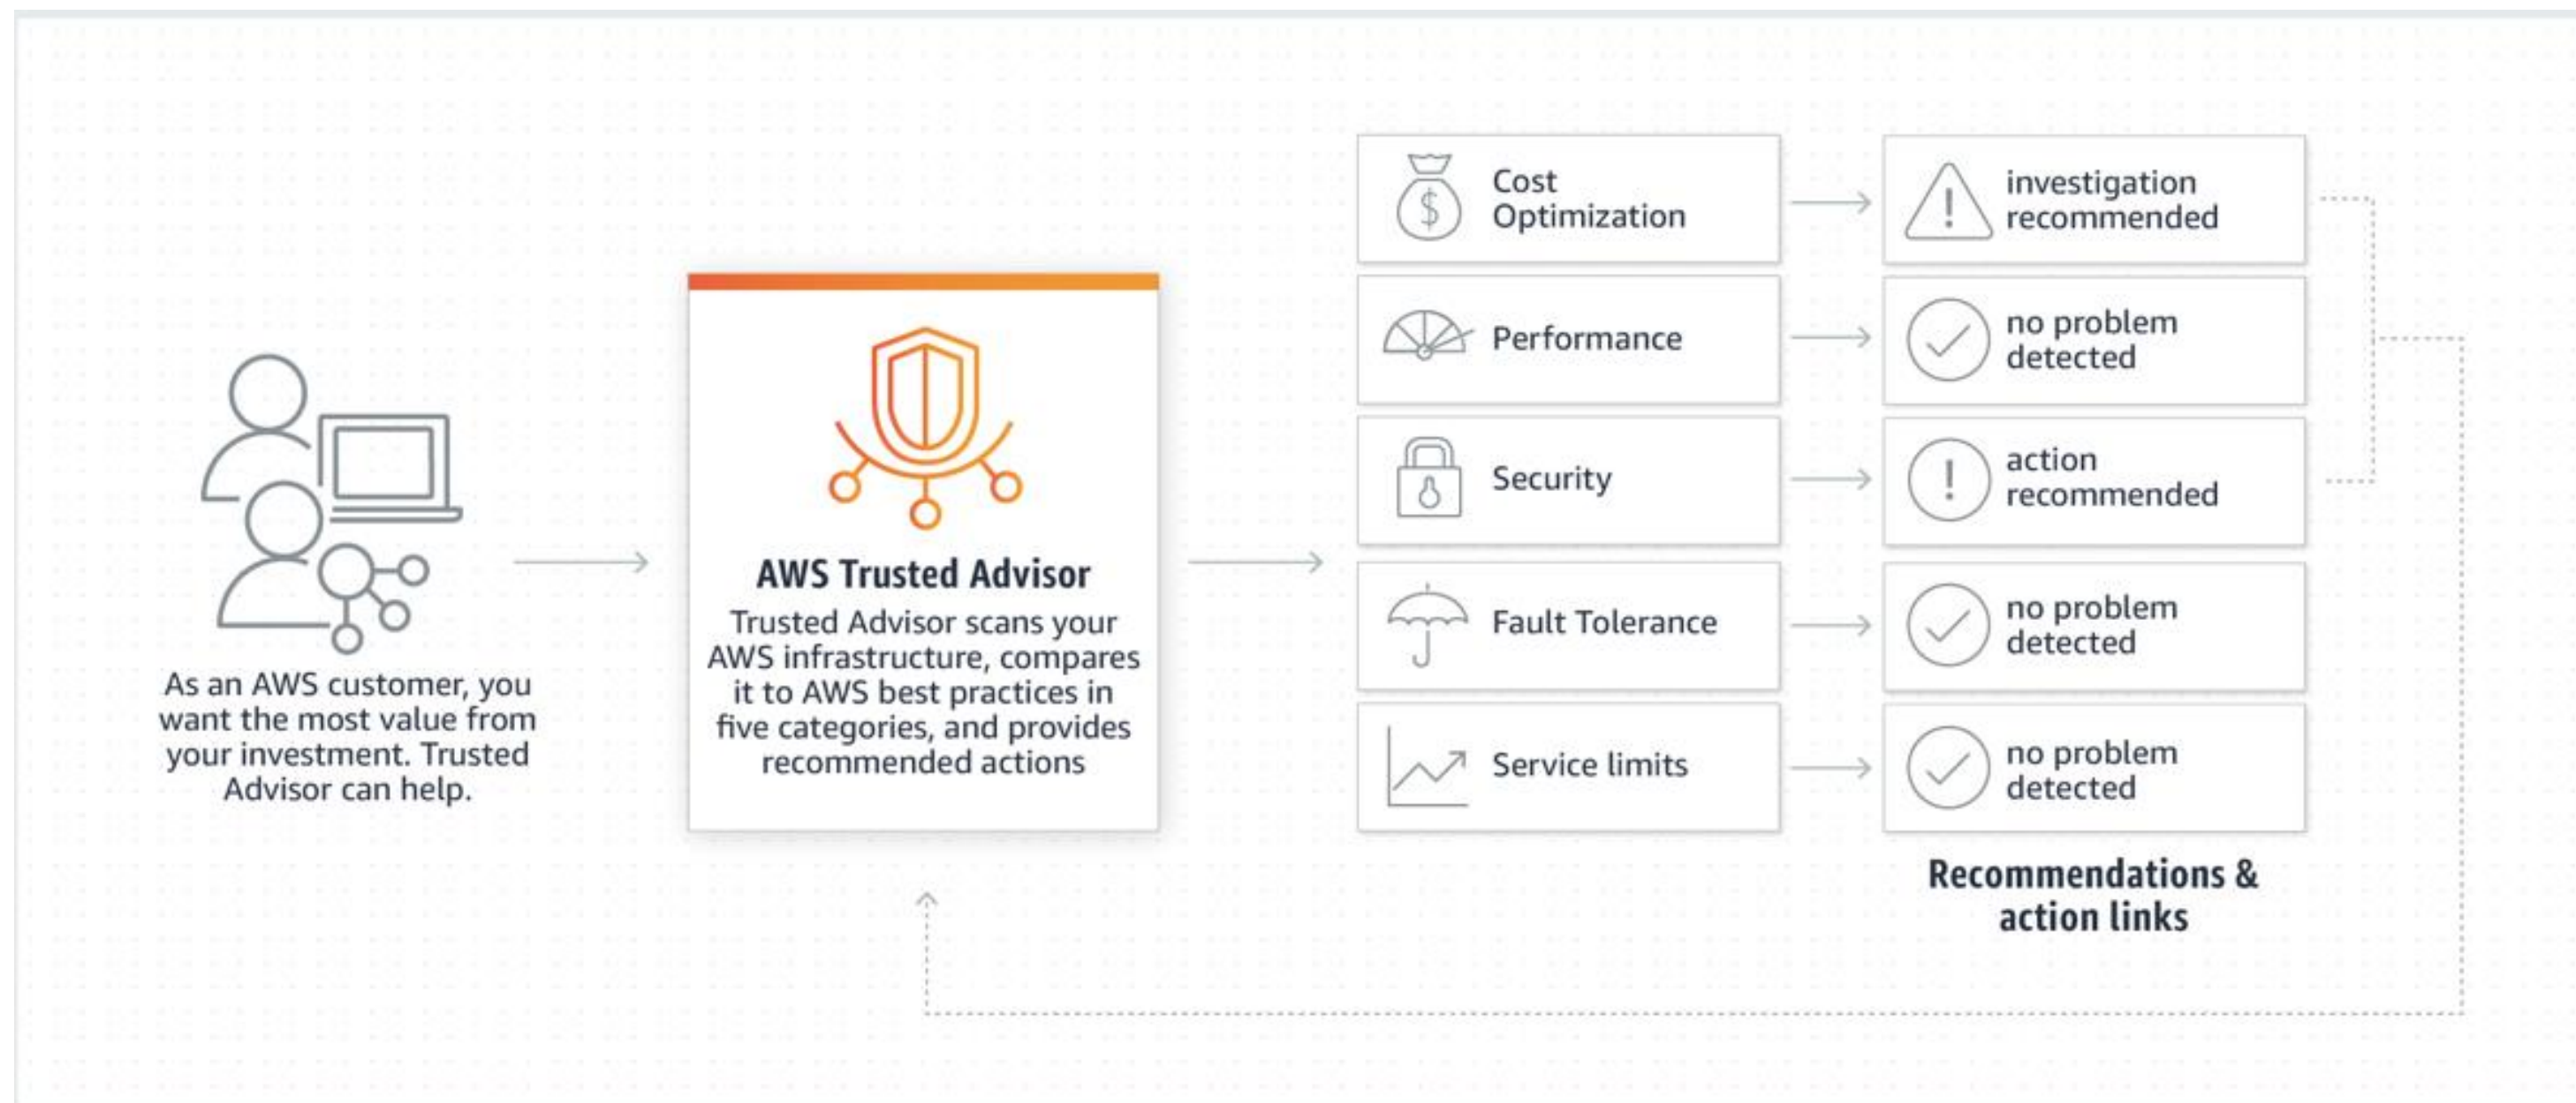 As an AWS customer, you
want the most value from
your investment. Trusted
Advisor can help.
AWS Trusted Advisor
Trusted Advisor scans your
AWS infrastructure, compares
it to AWS best practices in
five categories, and provides
recommended actions
Cost
Optimization
investigation
recommended
Performance
no problem
detected
Security
action
recommended
Fault Tolerance
no problem
detected
Service limits
no problem
detected
Recommendations &
action links